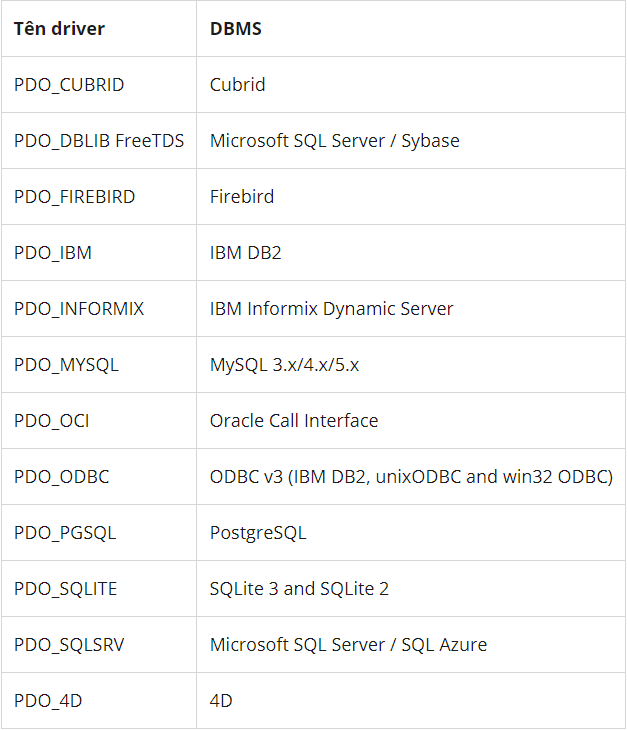 Tên driver DBMS
PDO_CUBRID Cubrid
PDO_DBLIB FreeTDS Microsoft SQL Server / Sybase
PDO_FIREBIRD Firebird
PDO_IBM IBM DB2
PDO_INFORMIX IBM Informix Dynamic Server
PDO_MYSQL MySQL 3.x/4.x/5.x
PDO_OCI Oracle Call Interface
PDO_ODBC ODBC v3 (IBM DB2, unixODBC and win32 ODBC)
PDO_PGSQL PostgreSQL
PDO_SQLITE SQLite 3 and SQLite 2
PDO_SQLSRV Microsoft SQL Server / SQL Azure
PDO_4D 4D